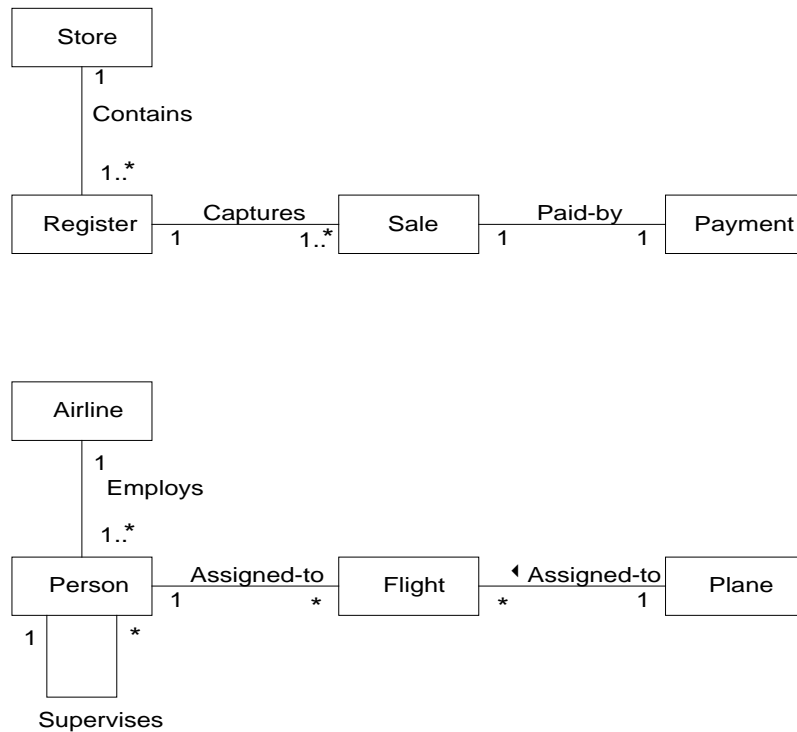 Store
1
Contains
1..*
Register
Captures
Sale
Paid-by
Payment
1
1..*
1
1
Airline
1
Employs
1..*
Person
Assigned-to
Flight
Assigned-to
Plane
1
*
*
1
1
*
Supervises